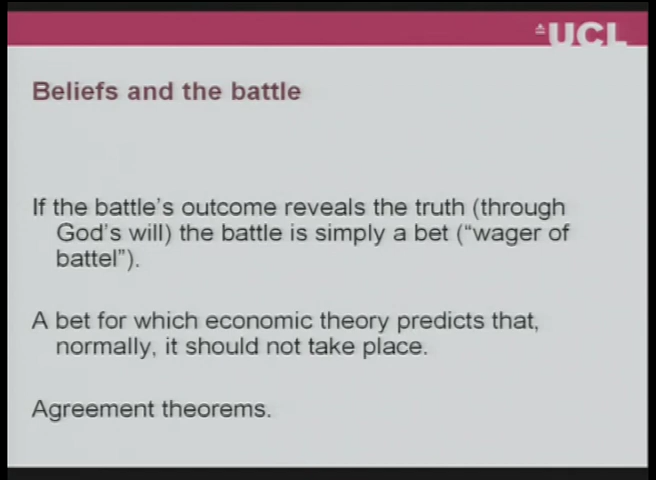 UCL
Beliefs and the battle
If the battle's outcome reveals the truth (through
God's will) the battle is simply a bet ("wager of
battel").
A bet for which economic theory predicts that,
normally, it should not take place.
Agreement theorems.